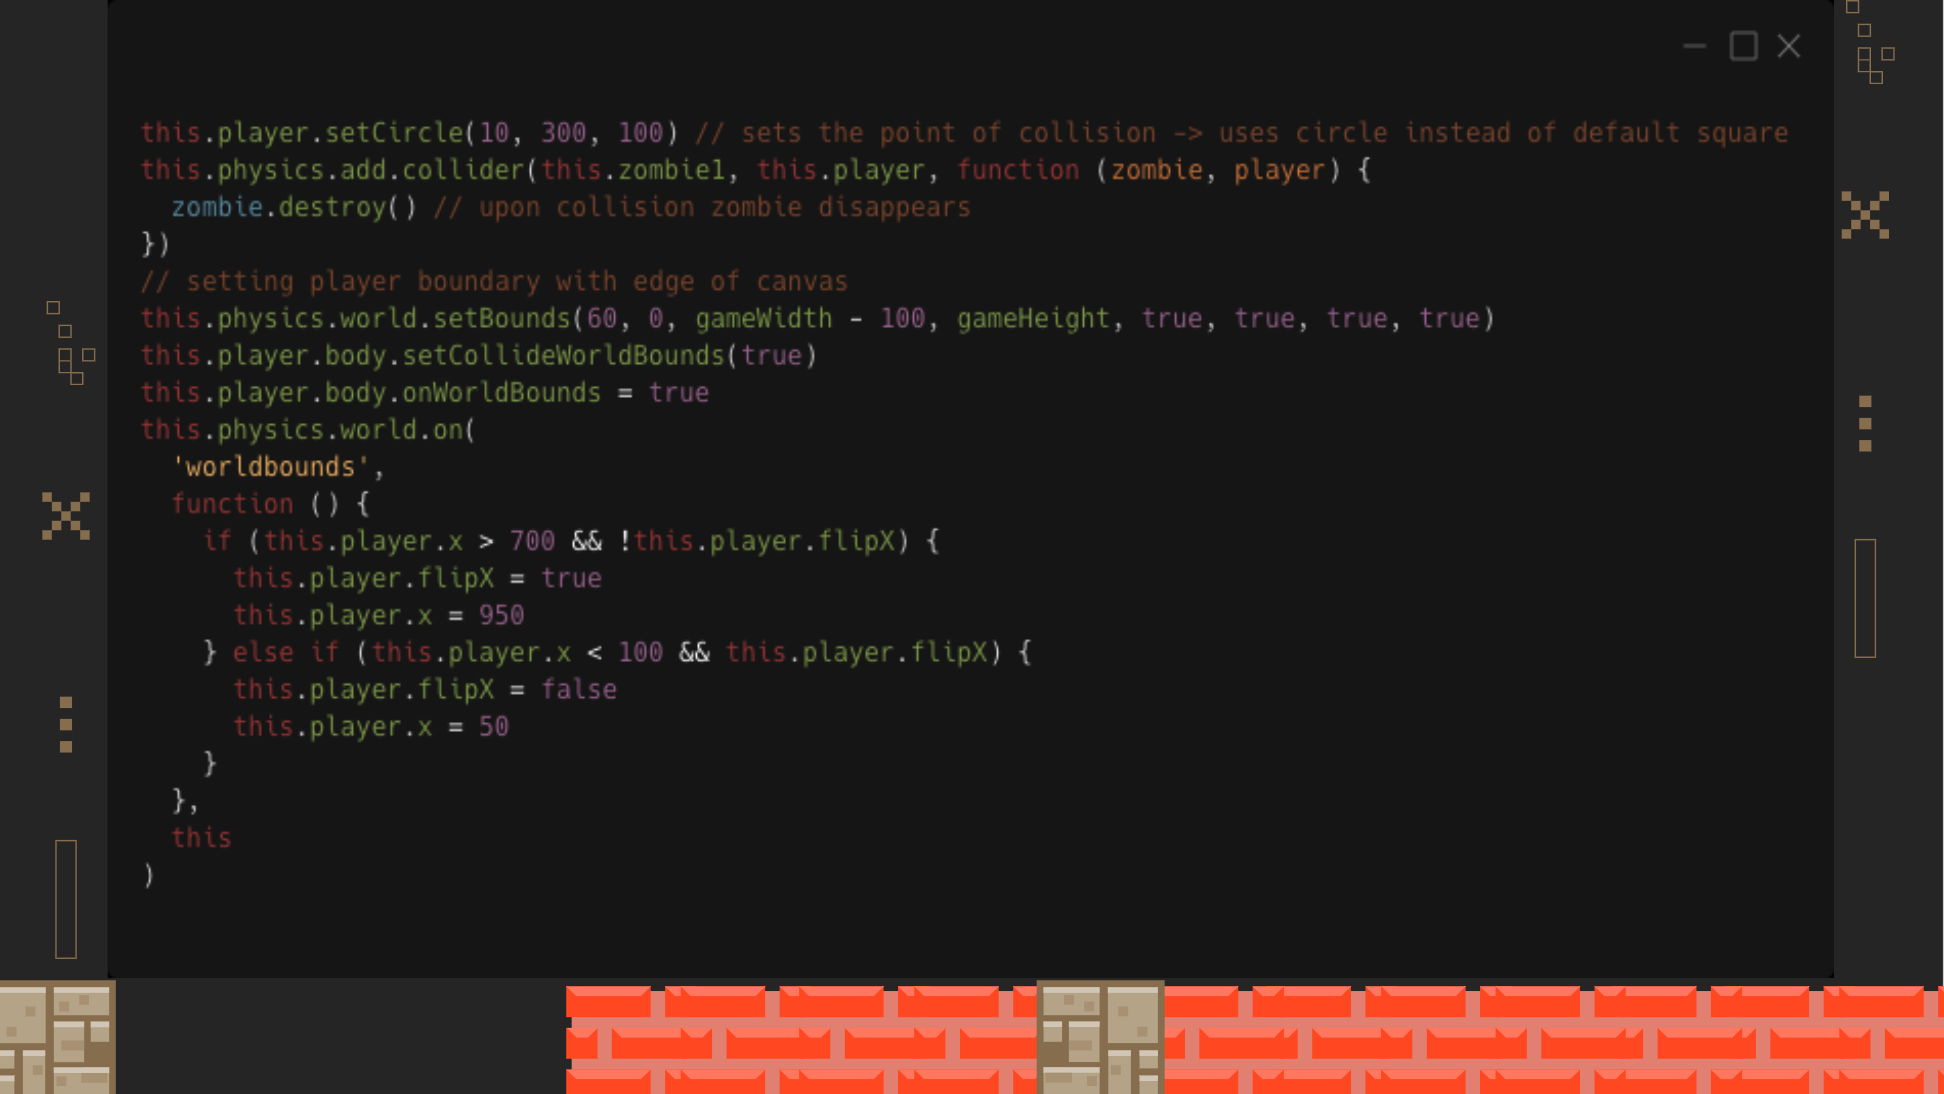 this.player.setCircle(10, 300, 100) // sets the point of collision -> uses circle instead of default square
this.physics.add.collider(this.zombie1, this.player, function (zombie, player) {
  zombie.destroy() // upon collision zombie disappears
})
// setting player boundary with edge of canvas
this.physics.world.setBounds(60, 0, gameWidth - 100, gameHeight, true, true, true, true)
this.player.body.setCollideWorldBounds(true)
this.player.body.onWorldBounds = true
this.physics.world.on(
  'worldbounds',
  function () {
    if (this.player.x > 700 && !this.player.flipX) {
      this.player.flipX = true
      this.player.x = 950
    } else if (this.player.x < 100 && this.player.flipX) {
      this.player.flipX = false
      this.player.x = 50
    }
  },
  this
)